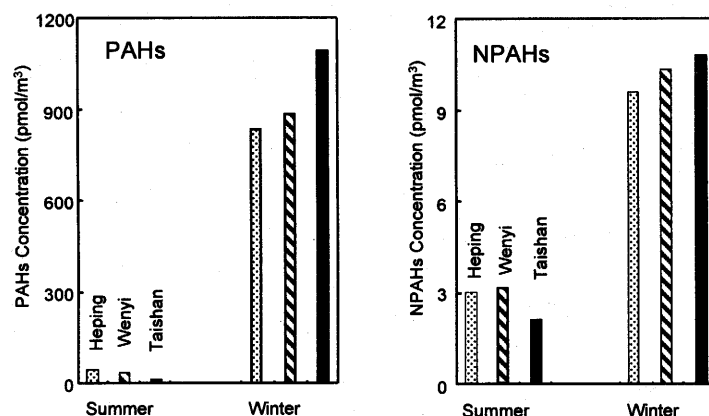 PAHs
PAHs Concentration (pmol/m³)
1200
900
600
300
0
Heping
Wenyi
Taishan
Summer
Winter
NPAHs
NPAHs Concentration (pmol/m³)
12
9
6
3
0
Heping
Wenyi
Taishan
Summer
Winter